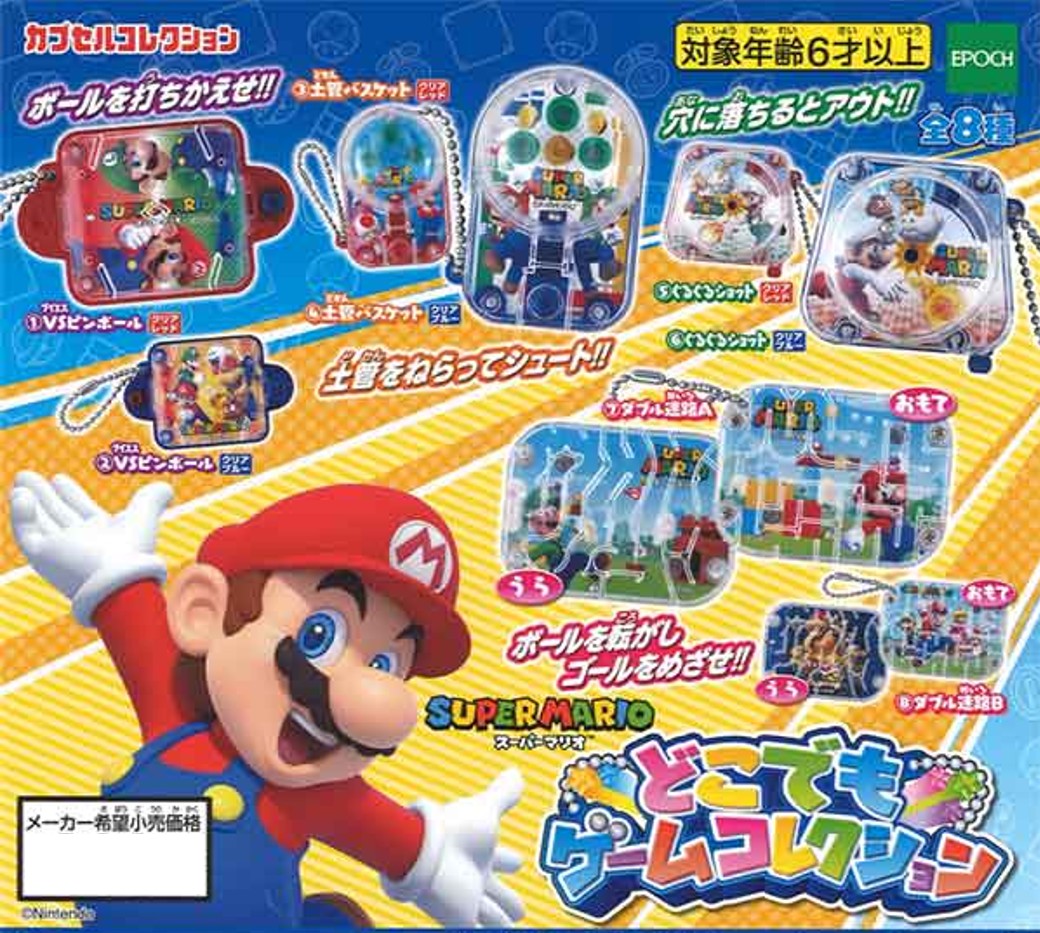 カプセルコレクション
対象年齢6才以上
EPOCH
全8種
ボールを打ちかえせ!!
③土管バスケット クリアレッド
穴に落ちるとアウト!!
SUPER MARIO
①VSピンボール クリアレッド
④土管バスケット クリアブルー
⑤ぐるぐるショット クリアレッド
⑥ぐるぐるショット クリアブルー
土管をねらってシュート!!
②VSピンボール クリアブルー
⑦ダブル迷路A
おもて
うら
ボールを転がし
ゴールをめざせ!!
おもて
うら
⑧ダブル迷路B
SUPER MARIO
スーパーマリオ
どこでも
ゲームコレクション
メーカー希望小売価格
©Nintendo